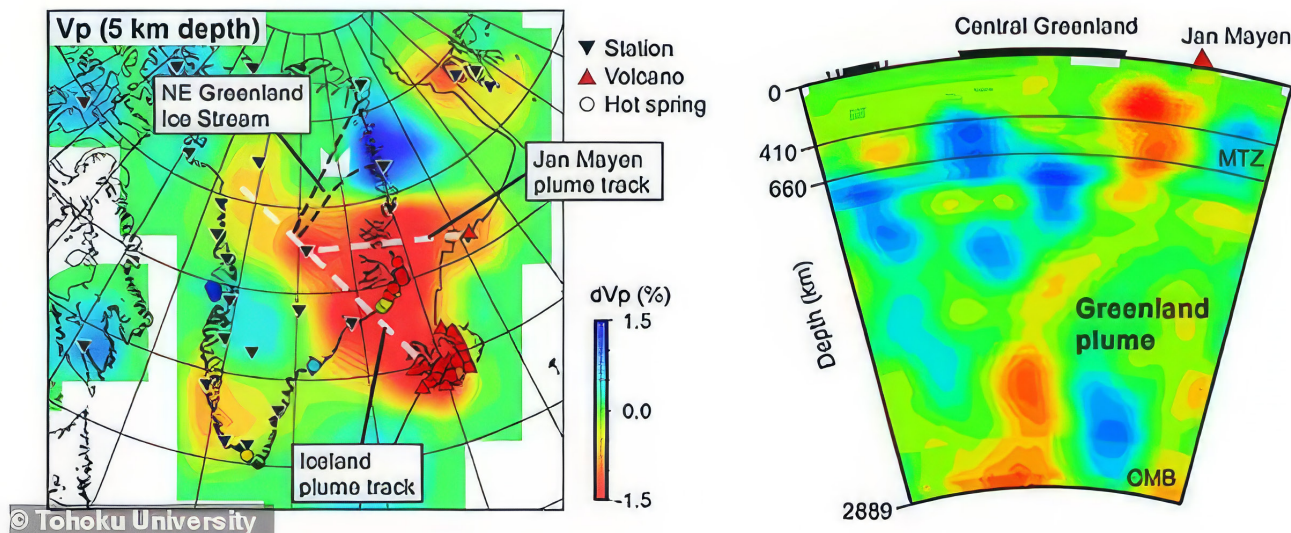 Vp (5 km depth)
NE Greenland
Ice Stream
Station
Volcano
Hot spring
Jan Mayen
plume track
dVp (%)
1.5
0.0
-1.5
Iceland
plume track
© Tohoku University
Central Greenland
Jan Mayen
0
410
660
MTZ
Depth (km)
Greenland
plume
CMB
2889